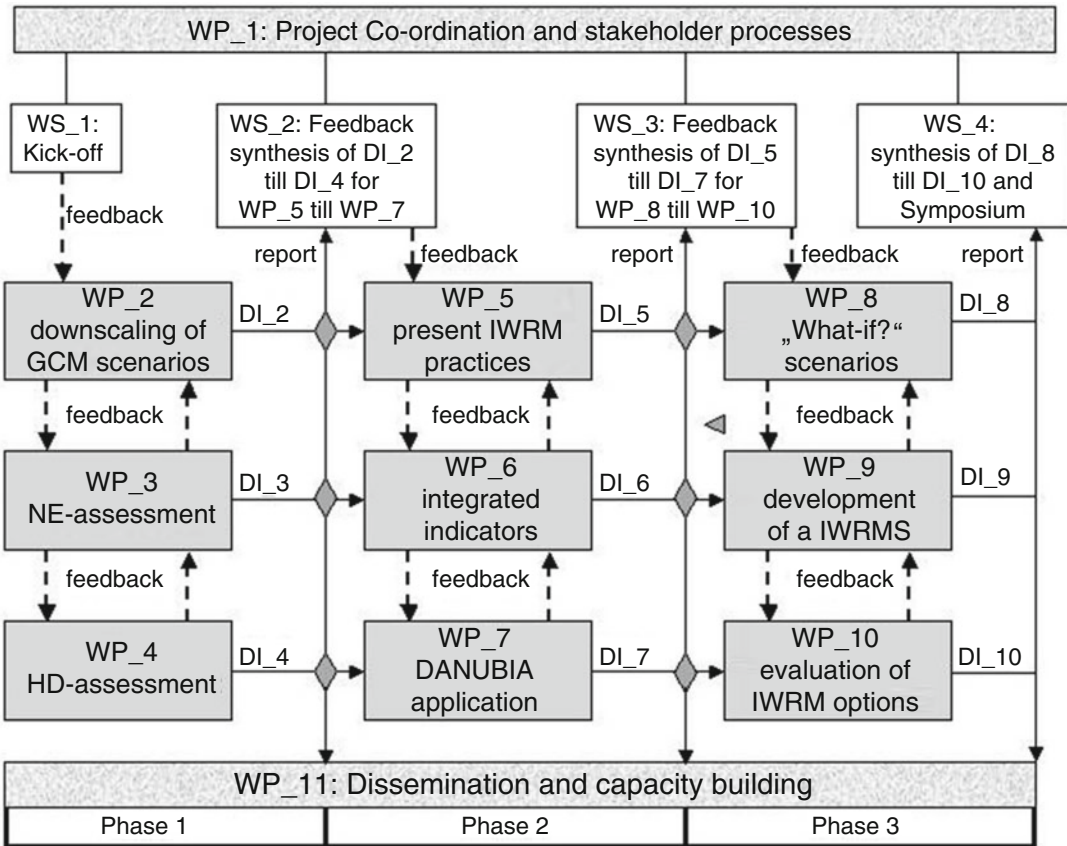 WP_1: Project Co-ordination and stakeholder processes
WS_1:
Kick-off
WS_2: Feedback
synthesis of DI_2
till DI_4 for
WP_5 till WP_7
WS_3: Feedback
synthesis of DI_5
till DI_7 for
WP_8 till WP_10
WS_4:
synthesis of DI_8
till DI_10 and
Symposium
feedback
report
feedback
report
feedback
report
WP_2
downscaling of
GCM scenarios
DI_2
WP_5
present IWRM
practices
DI_5
WP_8
„What-if?“
scenarios
DI_8
feedback
feedback
feedback
WP_3
NE-assessment
DI_3
WP_6
integrated
indicators
DI_6
WP_9
development
of a IWRMS
DI_9
feedback
feedback
feedback
WP_4
HD-assessment
DI_4
WP_7
DANUBIA
application
DI_7
WP_10
evaluation of
IWRM options
DI_10
WP_11: Dissemination and capacity building
Phase 1
Phase 2
Phase 3